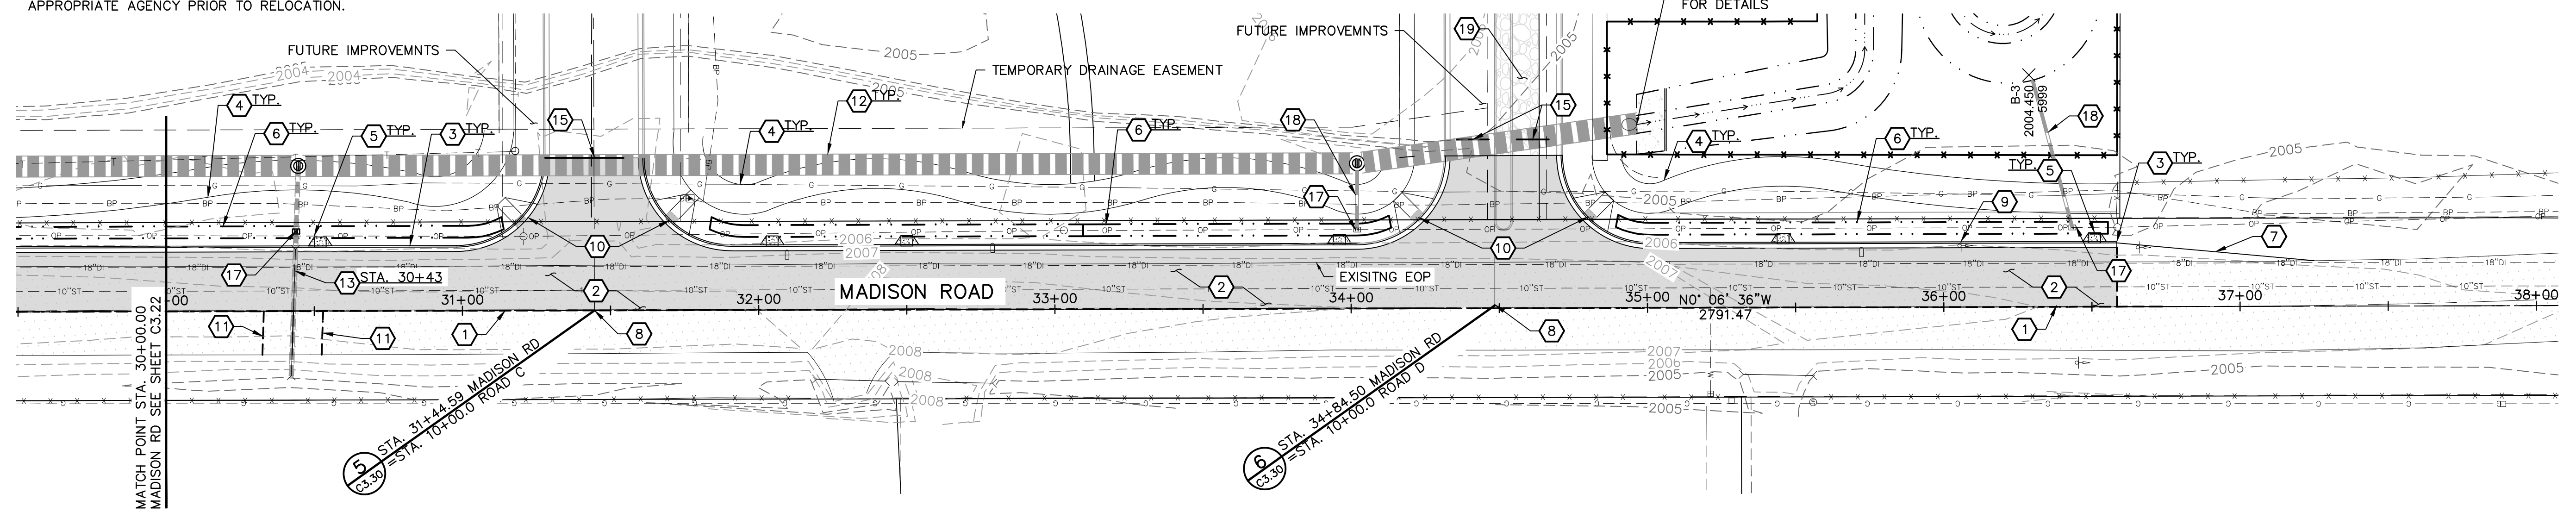 APPROPRIATE AGENCY PRIOR TO RELOCATION.
FOR DETAILS
FUTURE IMPROVEMNTS
FUTURE IMPROVEMNTS
19
2005
2005
2005
2004
2004
TEMPORARY DRAINAGE EASEMENT
2005
4 TYP.
6 TYP.
5 TYP.
3 TYP.
15
12 TYP.
4 TYP.
18
6 TYP.
15
4 TYP.
6 TYP.
B-3
2004.450
5999
18
TYP.
5
3 TYP.
2005
17
9
2005
10
10
2006
2007
2006
2007
7
17
13 STA. 30+43
17
18"DI
EXISITNG EOP
10"ST
2
MADISON ROAD
2
2
+00
31+00
32+00
33+00
34+00
35+00
36+00
37+00
38+00
N0° 06' 36"W
2791.47
11
11
1
8
8
1
MATCH POINT STA. 30+00.00
MADISON RD SEE SHEET C3.22
2008
2008
2008
2007
2006
2005
2005
2005
5
C3.30
STA. 31+44.59 MADISON RD
=STA. 10+00.0 ROAD C
6
C3.30
STA. 34+84.50 MADISON RD
=STA. 10+00.0 ROAD D